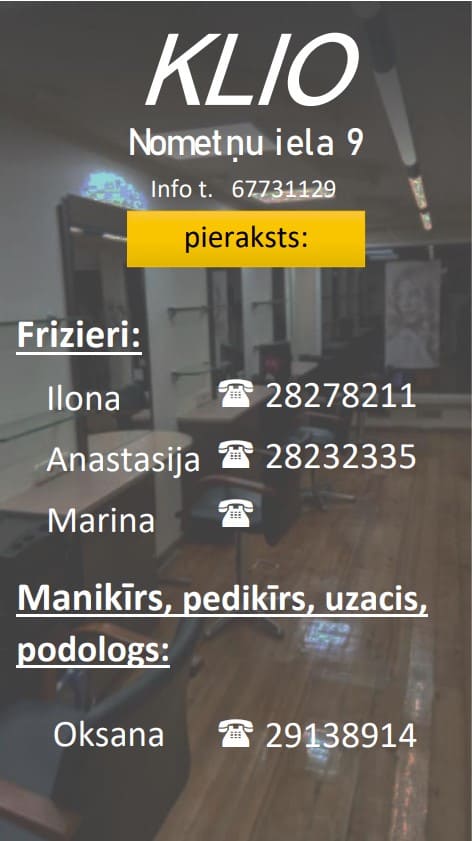 KLIO
Nometņu iela 9
Info t. 67731129
pieraksts:
Frizieri:
Ilona ☎ 28278211
Anastasija ☎ 28232335
Marina ☎
Manikīrs, pedikīrs, uzacis,
podologs:
Oksana ☎ 29138914